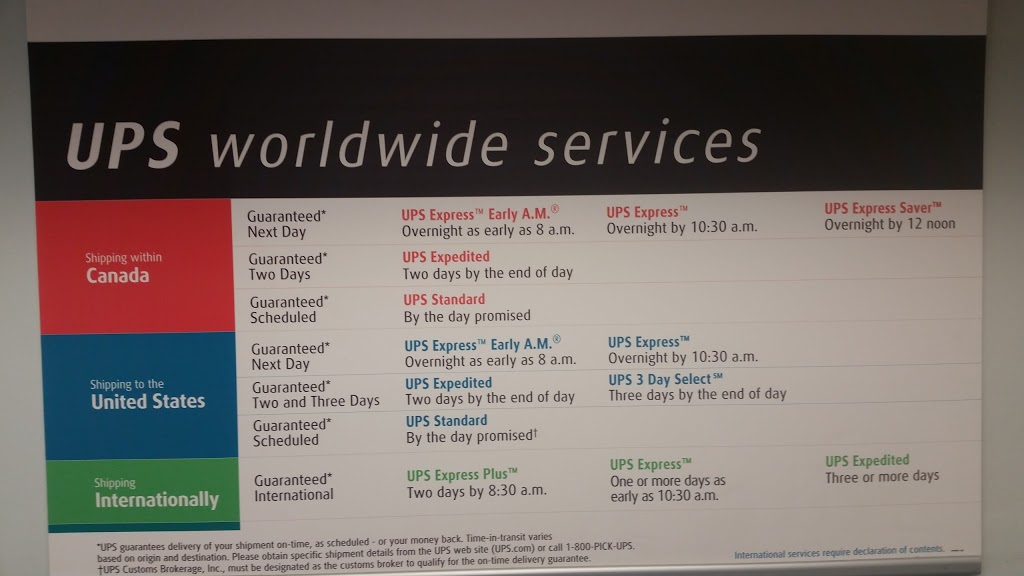 UPS worldwide services
Shipping within
Canada
Guaranteed*
Next Day
UPS Express™ Early A.M.®
Overnight as early as 8 a.m.
UPS Express™
Overnight by 10:30 a.m.
UPS Express Saver™
Overnight by 12 noon
Guaranteed*
Two Days
UPS Expedited
Two days by the end of day
Guaranteed*
Scheduled
UPS Standard
By the day promised
Shipping to the
United States
Guaranteed*
Next Day
UPS Express™ Early A.M.®
Overnight as early as 8 a.m.
UPS Express™
Overnight by 10:30 a.m.
Guaranteed*
Two and Three Days
UPS Expedited
Two days by the end of day
UPS 3 Day Select℠
Three days by the end of day
Guaranteed*
Scheduled
UPS Standard
By the day promised†
Shipping
Internationally
Guaranteed*
International
UPS Express Plus™
Two days by 8:30 a.m.
UPS Express™
One or more days as
early as 10:30 a.m.
UPS Expedited
Three or more days
*UPS guarantees delivery of your shipment on-time, as scheduled - or your money back. Time-in-transit varies
based on origin and destination. Please obtain specific shipment details from the UPS web site (UPS.com) or call 1-800-PICK-UPS.
†UPS Customs Brokerage, Inc., must be designated as the customs broker to qualify for the on-time delivery guarantee.
International services require declaration of contents.